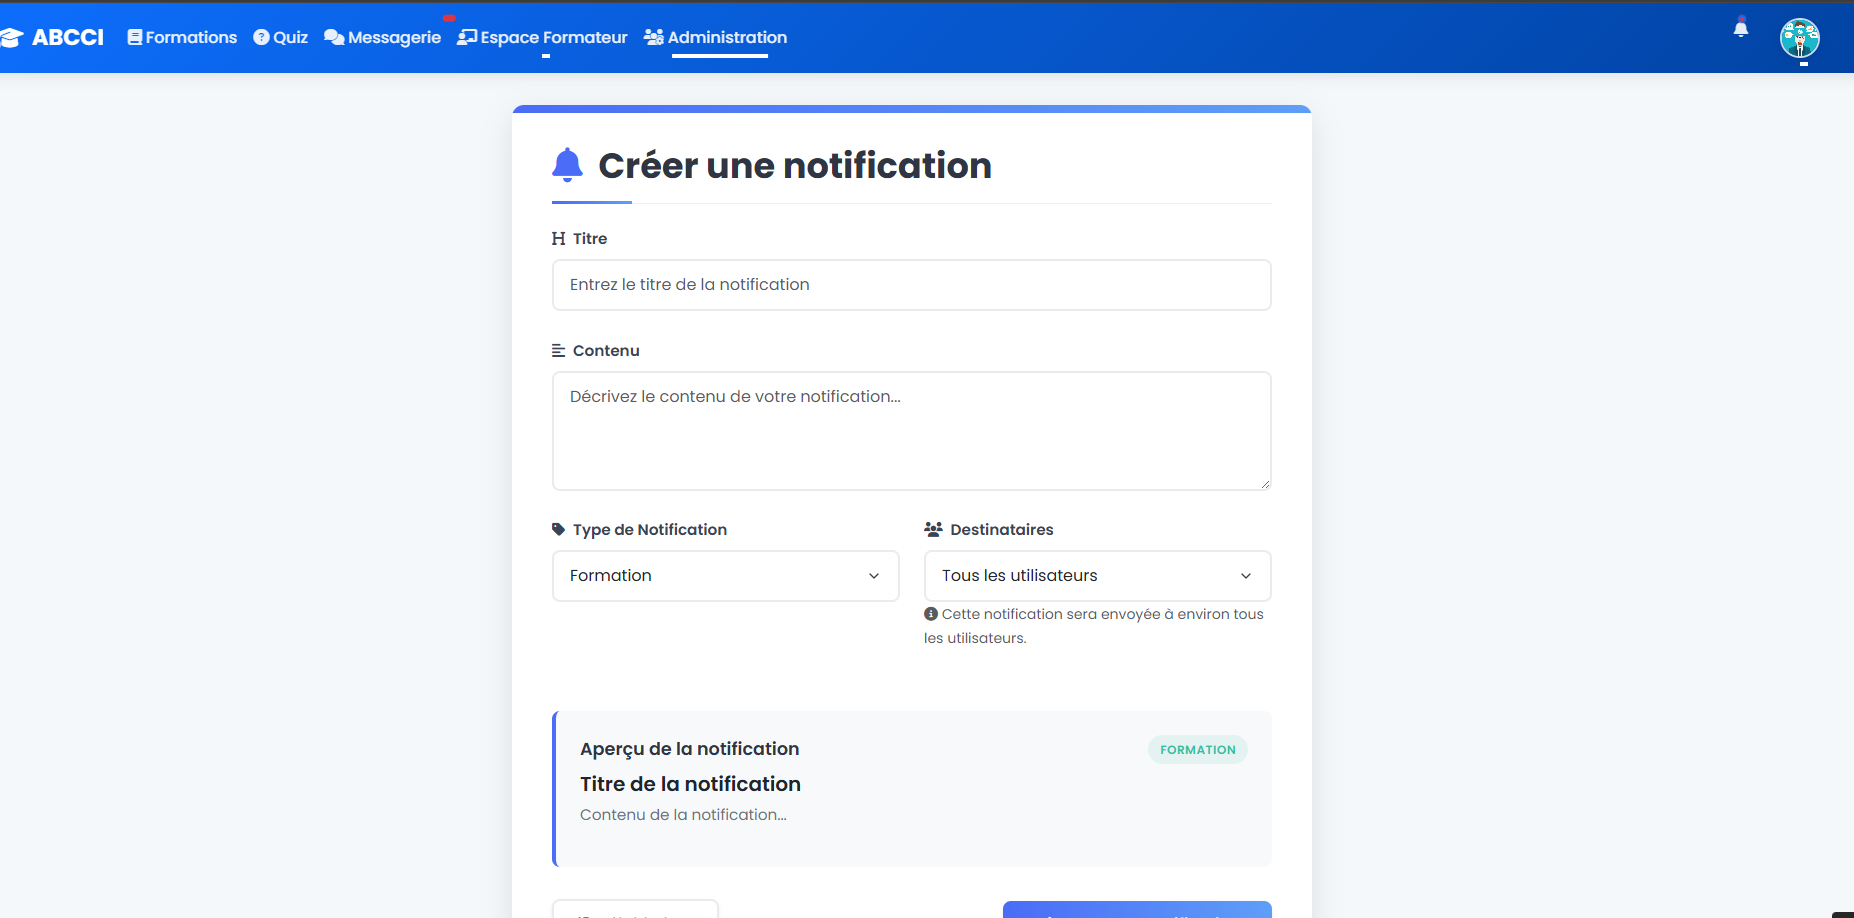 ABCCI Formations Quiz Messagerie Espace Formateur Administration
Créer une notification
Titre
Entrez le titre de la notification
Contenu
Décrivez le contenu de votre notification...
Type de Notification
Destinataires
Formation
Tous les utilisateurs
Cette notification sera envoyée à environ tous
les utilisateurs.
Aperçu de la notification
FORMATION
Titre de la notification
Contenu de la notification...